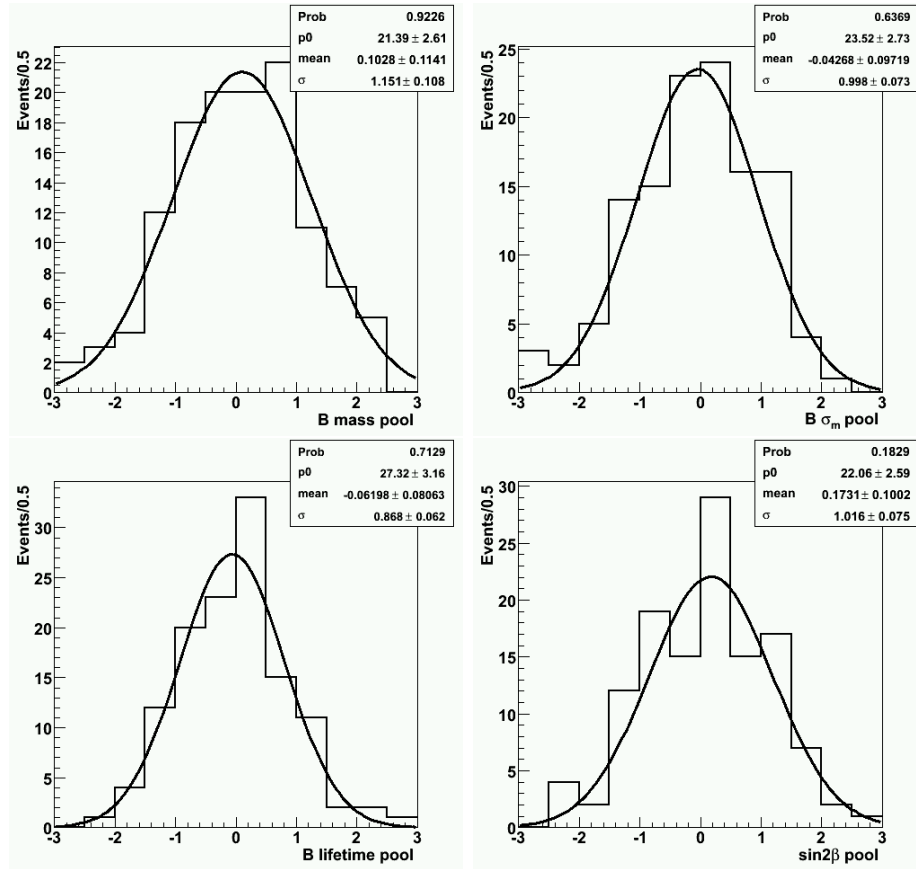 Prob 0.9226
p0 21.39 ± 2.61
mean 0.1028 ± 0.1141
σ 1.151± 0.108
Events/0.5
22
20
18
16
14
12
10
8
6
4
2
0
-3 -2 -1 0 1 2 3
B mass pool
Prob 0.6369
p0 23.52 ± 2.73
mean -0.04268 ± 0.09719
σ 0.998 ± 0.073
Events/0.5
25
20
15
10
5
0
-3 -2 -1 0 1 2 3
B σm pool
Prob 0.7129
p0 27.32 ± 3.16
mean -0.06198 ± 0.08063
σ 0.868 ± 0.062
Events/0.5
30
25
20
15
10
5
0
-3 -2 -1 0 1 2 3
B lifetime pool
Prob 0.1829
p0 22.06 ± 2.59
mean 0.1731 ± 0.1002
σ 1.016 ± 0.075
Events/0.5
30
25
20
15
10
5
0
-3 -2 -1 0 1 2 3
sin2β pool